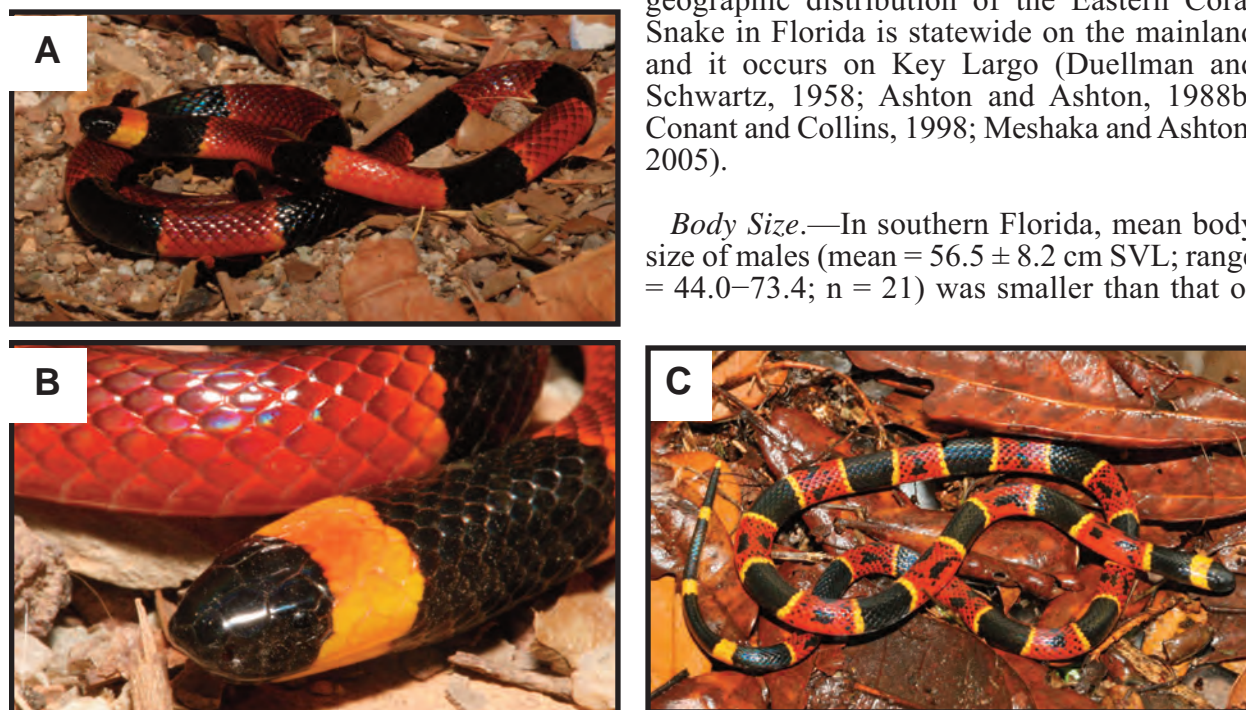 A
geographic distribution of the Eastern Cora
Snake in Florida is statewide on the mainland
and it occurs on Key Largo (Duellman and
Schwartz, 1958; Ashton and Ashton, 1988b
Conant and Collins, 1998; Meshaka and Ashton
2005).
Body Size.—In southern Florida, mean body
size of males (mean = 56.5 ± 8.2 cm SVL; range
= 44.0−73.4; n = 21) was smaller than that o
B
C